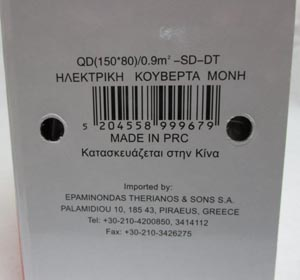 QD(150*80)/0.9m² -SD-DT
ΗΛΕΚΤΡΙΚΗ ΚΟΥΒΕΡΤΑ ΜΟΝΗ
5 204558 999679
MADE IN PRC
Κατασκευάζεται στην Κίνα
Imported by:
EPAMINONDAS THERIANOS & SONS S.A.
PALAMIDIOU 10, 185 43, PIRAEUS, GREECE
Tel: +30-210-4200850, 3414112
Fax: +30-210-3426275